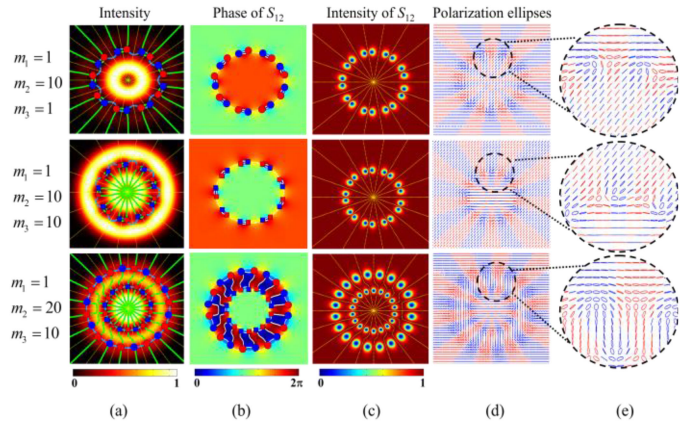 Intensity Phase of S12 Intensity of S12 Polarization ellipses
m1 = 1
m2 = 10
m3 = 1
m1 = 1
m2 = 10
m3 = 10
m1 = 1
m2 = 20
m3 = 10
0 1 0 2π 0 1
(a) (b) (c) (d) (e)